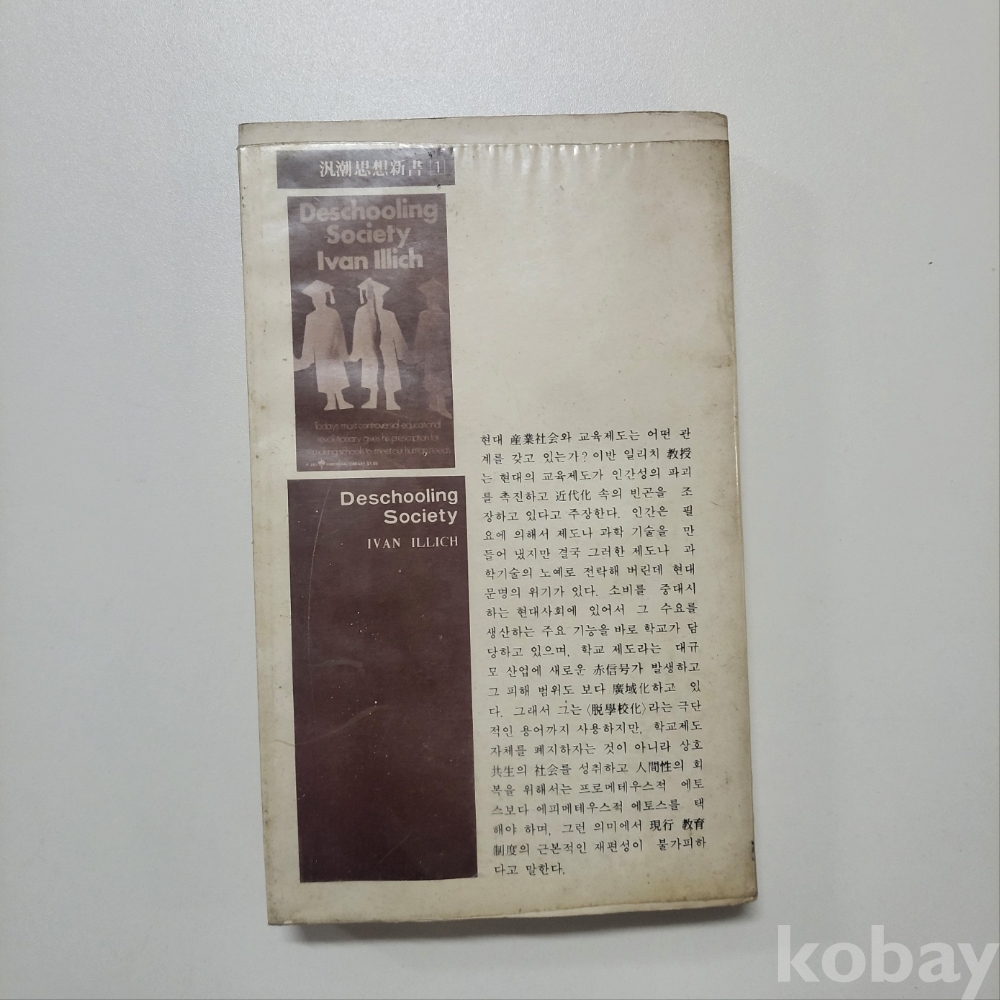 汎潮思想新書 1
Deschooling
Society
Ivan Illich
Today's most controversial educational
revolutionary gives his prescription for
schools to meet our human needs
Deschooling
Society
IVAN ILLICH
현대 産業社会와 교육제도는 어떤 관
계를 갖고 있는가? 이반 일리치 教授
는 현대의 교육제도가 인간성의 파괴
를 촉진하고 近代化 속의 빈곤을 조
장하고 있다고 주장한다. 인간은 필
요에 의해서 제도나 과학 기술을 만
들어 냈지만 결국 그러한 제도나 과
학기술의 노예로 전락해 버린데 현대
문명의 위기가 있다. 소비를 중대시
하는 현대사회에 있어서 그 수요를
생산하는 주요 기능을 바로 학교가 담
당하고 있으며, 학교 제도라는 대규
모 산업에 새로운 赤信号가 발생하고
그 피해 범위도 보다 廣域化하고 있
다. 그래서 그는 〈脱學校化〉라는 극단
적인 용어까지 사용하지만, 학교제도
자체를 폐지하자는 것이 아니라 상호
共生의 社会를 성취하고 人間性의 회
복을 위해서는 프로메테우스적 에토
스보다 에피메테우스적 에토스를 택
해야 하며, 그런 의미에서 現行 教育
制度의 근본적인 재편성이 불가피하
다고 말한다.
kobay